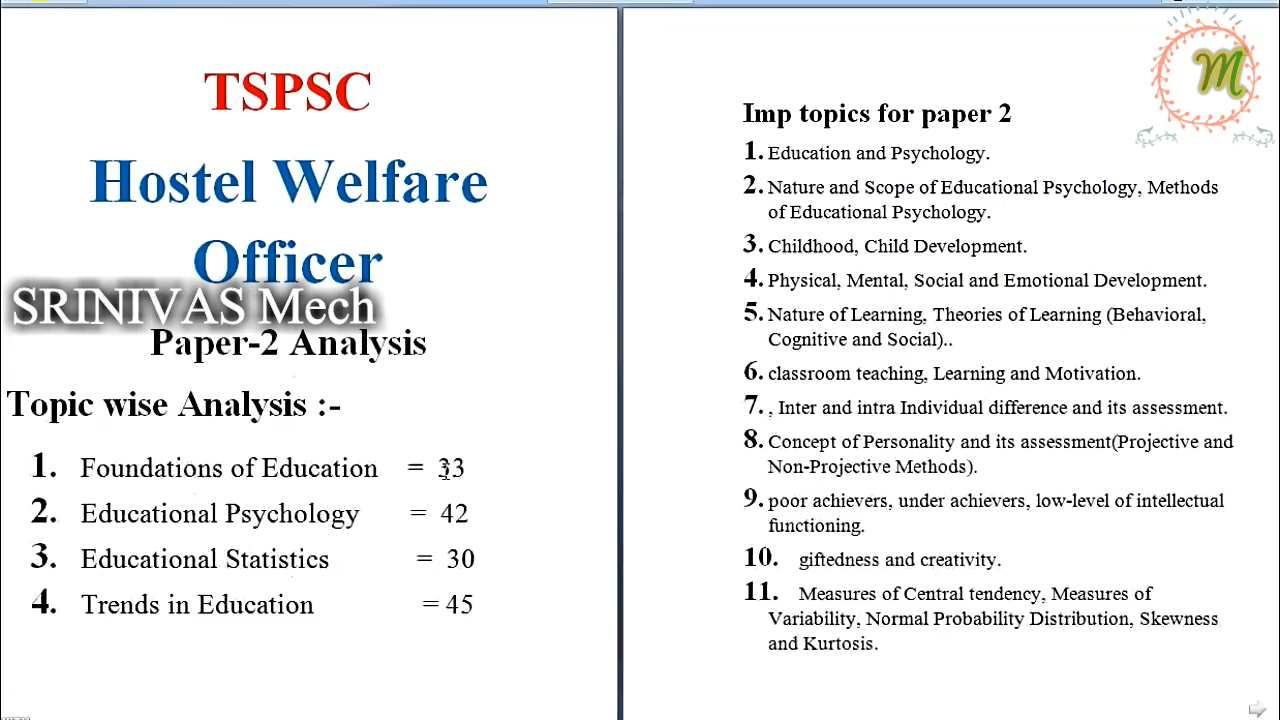 TSPSC
Hostel Welfare
Officer
SRINIVAS Mech
Paper-2 Analysis
Topic wise Analysis :-
1. Foundations of Education = 33
2. Educational Psychology = 42
3. Educational Statistics = 30
4. Trends in Education = 45
M
Imp topics for paper 2
1. Education and Psychology.
2. Nature and Scope of Educational Psychology, Methods
of Educational Psychology.
3. Childhood, Child Development.
4. Physical, Mental, Social and Emotional Development.
5. Nature of Learning, Theories of Learning (Behavioral,
Cognitive and Social)..
6. classroom teaching, Learning and Motivation.
7. , Inter and intra Individual difference and its assessment.
8. Concept of Personality and its assessment(Projective and
Non-Projective Methods).
9. poor achievers, under achievers, low-level of intellectual
functioning.
10. giftedness and creativity.
11. Measures of Central tendency, Measures of
Variability, Normal Probability Distribution, Skewness
and Kurtosis.